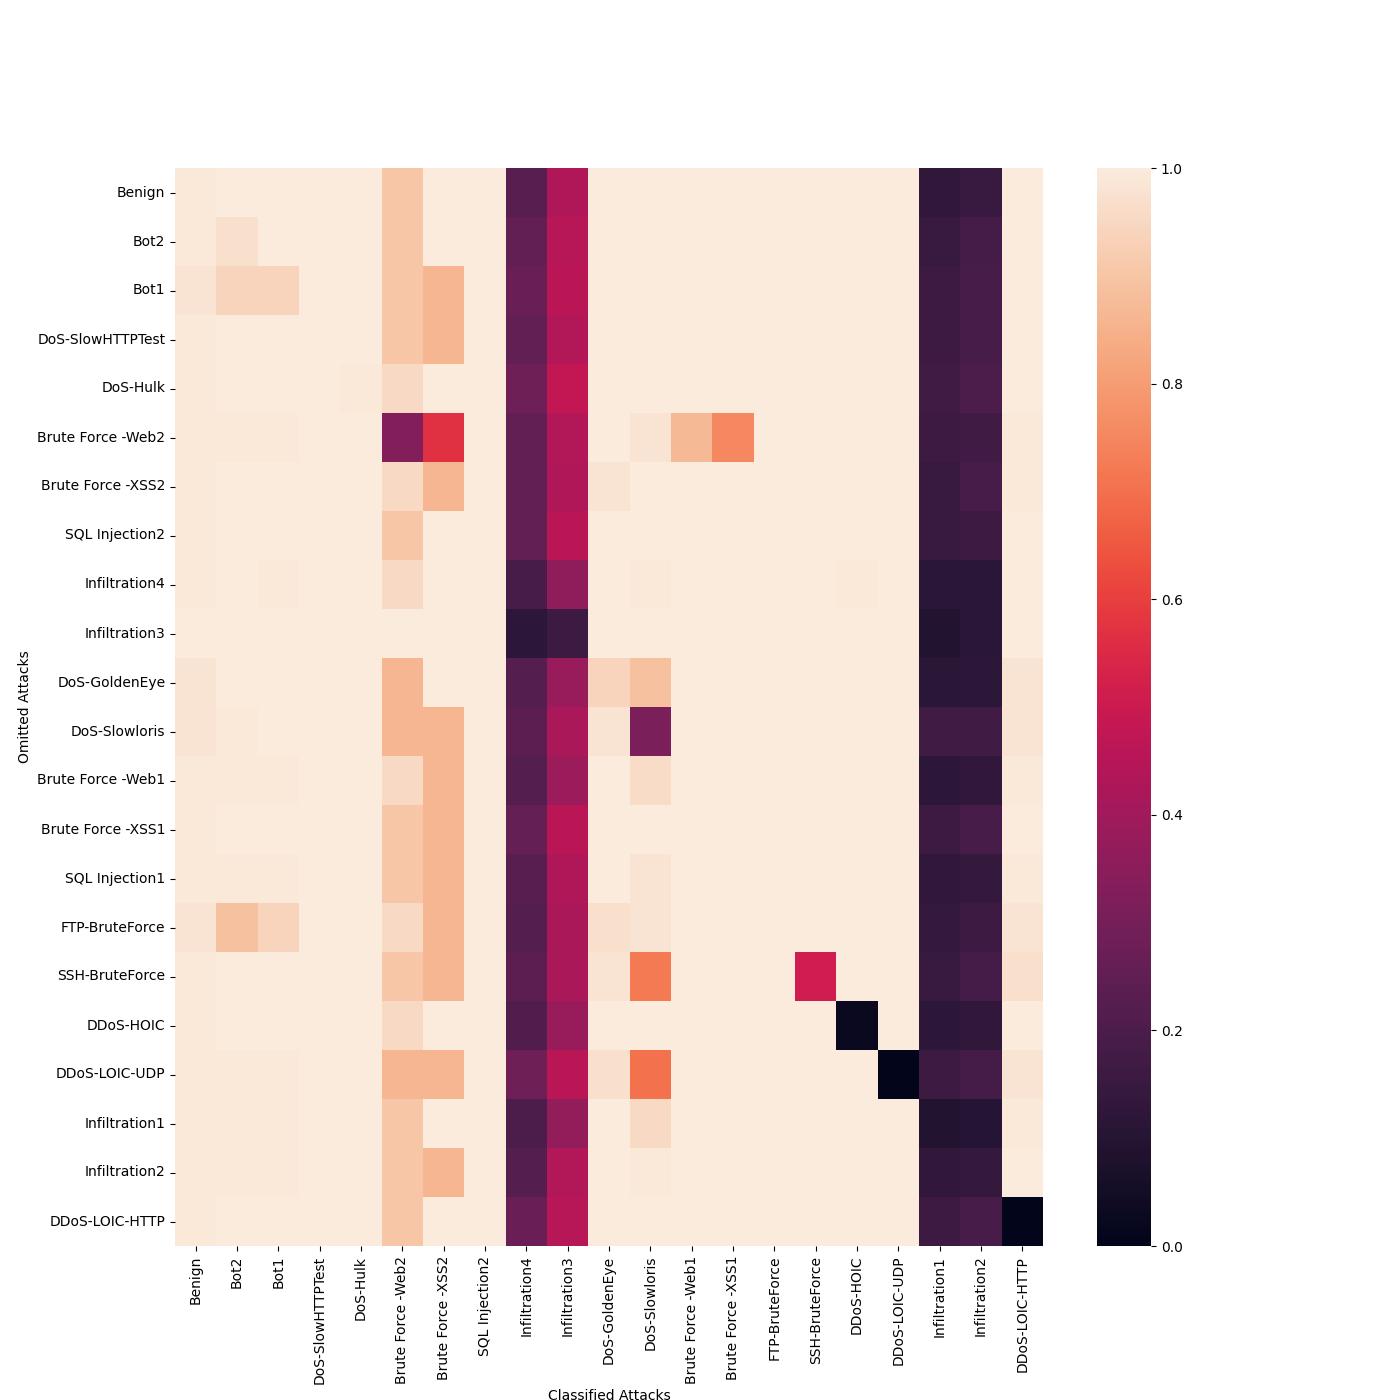 Benign
Bot2
Bot1
DoS-SlowHTTPTest
DoS-Hulk
Brute Force -Web2
Brute Force -XSS2
SQL Injection2
Infiltration4
Infiltration3
DoS-GoldenEye
DoS-Slowloris
Brute Force -Web1
Brute Force -XSS1
SQL Injection1
FTP-BruteForce
SSH-BruteForce
DDoS-HOIC
DDoS-LOIC-UDP
Infiltration1
Infiltration2
DDoS-LOIC-HTTP
Omitted Attacks
Benign
Bot2
Bot1
DoS-SlowHTTPTest
DoS-Hulk
Brute Force -Web2
Brute Force -XSS2
SQL Injection2
Infiltration4
Infiltration3
DoS-GoldenEye
DoS-Slowloris
Brute Force -Web1
Brute Force -XSS1
FTP-BruteForce
SSH-BruteForce
DDoS-HOIC
DDoS-LOIC-UDP
Infiltration1
Infiltration2
DDoS-LOIC-HTTP
Classified Attacks
1.0
0.8
0.6
0.4
0.2
0.0